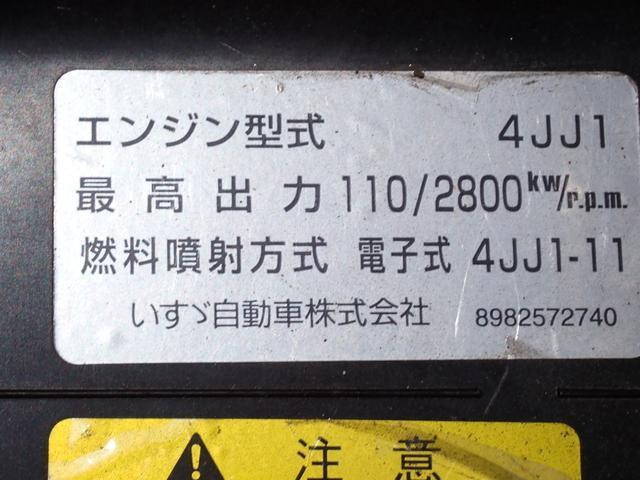 エンジン型式 4JJ1
最高出力 110/2800kW/r.p.m.
燃料噴射方式 電子式 4JJ1-11
いすゞ自動車株式会社 8982572740
注意